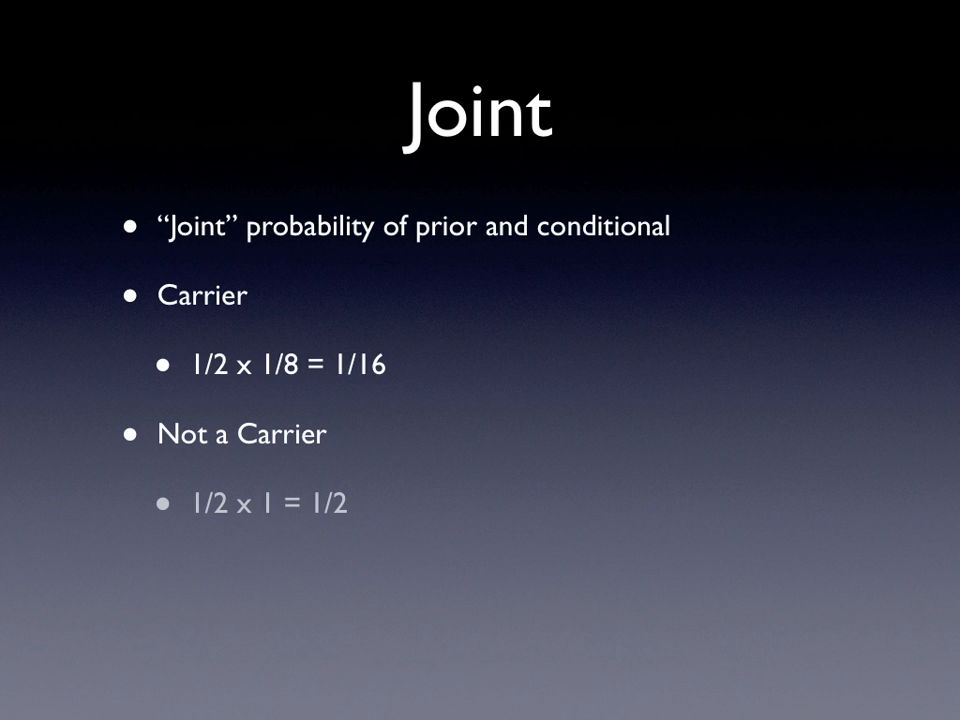 Joint
• “Joint” probability of prior and conditional
• Carrier
• 1/2 x 1/8 = 1/16
• Not a Carrier
• 1/2 x 1 = 1/2